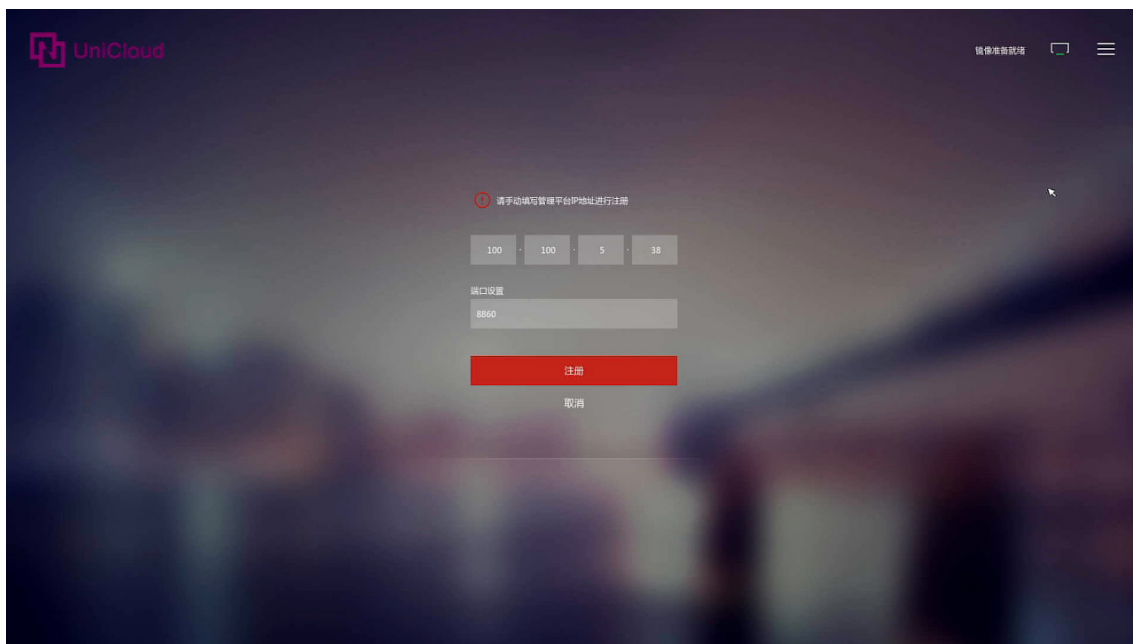 UniCloud
镜像准备就绪
请手动填写管理平台IP地址进行注册
100 . 100 . 5 . 38
端口设置
8860
注册
取消